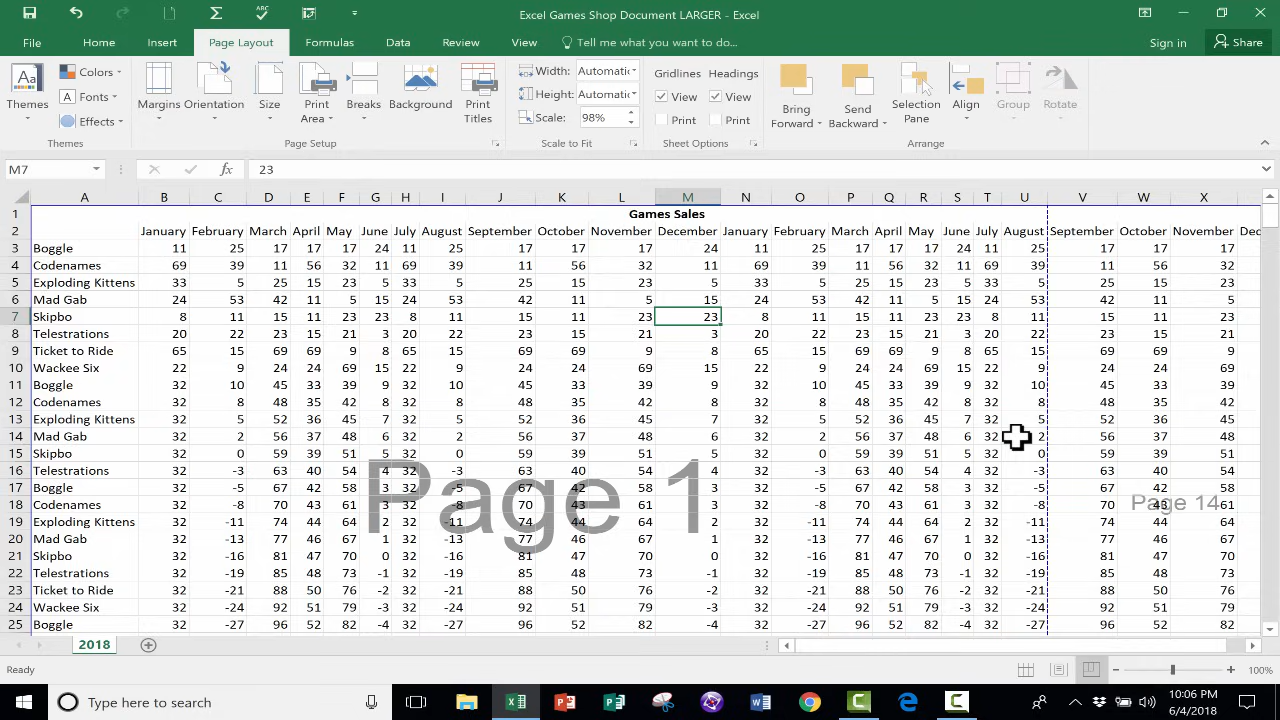 Excel Games Shop Document LARGER - Excel
File Home Insert Page Layout Formulas Data Review View Tell me what you want to do... Sign in Share
Colors Width: Automatic Gridlines Headings
Aa Fonts Height: Automatic View View
Themes Effects Margins Orientation Size Print Area Breaks Background Print Titles Scale: 98% Print Print Bring Forward Send Backward Selection Pane Align Group Rotate
Themes Page Setup Scale to Fit Sheet Options Arrange
M7 fx 23
A B C D E F G H I J K L M N O P Q R S T U V W X
1 Games Sales
2 January February March April May June July August September October November December January February March April May June July August September October November Dec
3 Boggle 11 25 17 17 17 24 11 25 17 17 17 24 11 25 17 17 17 24 11 25 17 17 17
4 Codenames 69 39 11 56 32 11 69 39 11 56 32 11 69 39 11 56 32 11 69 39 11 56 32
5 Exploding Kittens 33 5 25 15 23 5 33 5 25 15 23 5 33 5 25 15 23 5 33 5 25 15 23
6 Mad Gab 24 53 42 11 5 15 24 53 42 11 5 15 24 53 42 11 5 15 24 53 42 11 5
7 Skipbo 8 11 15 11 23 23 8 11 15 11 23 23 8 11 15 11 23 23 8 11 15 11 23
8 Telestrations 20 22 23 15 21 3 20 22 23 15 21 3 20 22 23 15 21 3 20 22 23 15 21
9 Ticket to Ride 65 15 69 69 9 8 65 15 69 69 9 8 65 15 69 69 9 8 65 15 69 69 9
10 Wackee Six 22 9 24 24 69 15 22 9 24 24 69 15 22 9 24 24 69 15 22 9 24 24 69
11 Boggle 32 10 45 33 39 9 32 10 45 33 39 9 32 10 45 33 39 9 32 10 45 33 39
12 Codenames 32 8 48 35 42 8 32 8 48 35 42 8 32 8 48 35 42 8 32 8 48 35 42
13 Exploding Kittens 32 5 52 36 45 7 32 5 52 36 45 7 32 5 52 36 45 7 32 5 52 36 45
14 Mad Gab 32 2 56 37 48 6 32 2 56 37 48 6 32 2 56 37 48 6 32 2 56 37 48
15 Skipbo 32 0 59 39 51 5 32 0 59 39 51 5 32 0 59 39 51 5 32 0 59 39 51
16 Telestrations 32 -3 63 40 54 4 32 -3 63 40 54 4 32 -3 63 40 54 4 32 -3 63 40 54
17 Boggle 32 -5 67 42 58 3 32 -5 67 42 58 3 32 -5 67 42 58 3 32 -5 67 42 58
Page 1
Page 14
18 Codenames 32 -8 70 43 61 3 32 -8 70 43 61 3 32 -8 70 43 61 3 32 -8 70 43 61
19 Exploding Kittens 32 -11 74 44 64 2 32 -11 74 44 64 2 32 -11 74 44 64 2 32 -11 74 44 64
20 Mad Gab 32 -13 77 46 67 1 32 -13 77 46 67 1 32 -13 77 46 67 1 32 -13 77 46 67
21 Skipbo 32 -16 81 47 70 0 32 -16 81 47 70 0 32 -16 81 47 70 0 32 -16 81 47 70
22 Telestrations 32 -19 85 48 73 -1 32 -19 85 48 73 -1 32 -19 85 48 73 -1 32 -19 85 48 73
23 Ticket to Ride 32 -21 88 50 76 -2 32 -21 88 50 76 -2 32 -21 88 50 76 -2 32 -21 88 50 76
24 Wackee Six 32 -24 92 51 79 -3 32 -24 92 51 79 -3 32 -24 92 51 79 -3 32 -24 92 51 79
25 Boggle 32 -27 96 52 82 -4 32 -27 96 52 82 -4 32 -27 96 52 82 -4 32 -27 96 52 82
2018
Ready 100%
Type here to search 10:06 PM
6/4/2018